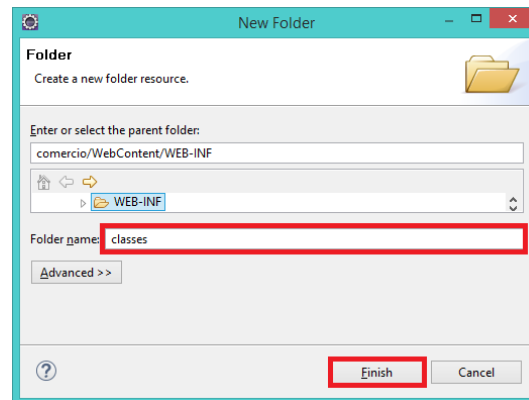 New Folder
Folder
Create a new folder resource.
Enter or select the parent folder:
comercio/WebContent/WEB-INF
WEB-INF
Folder name: classes
Advanced >>
Finish Cancel